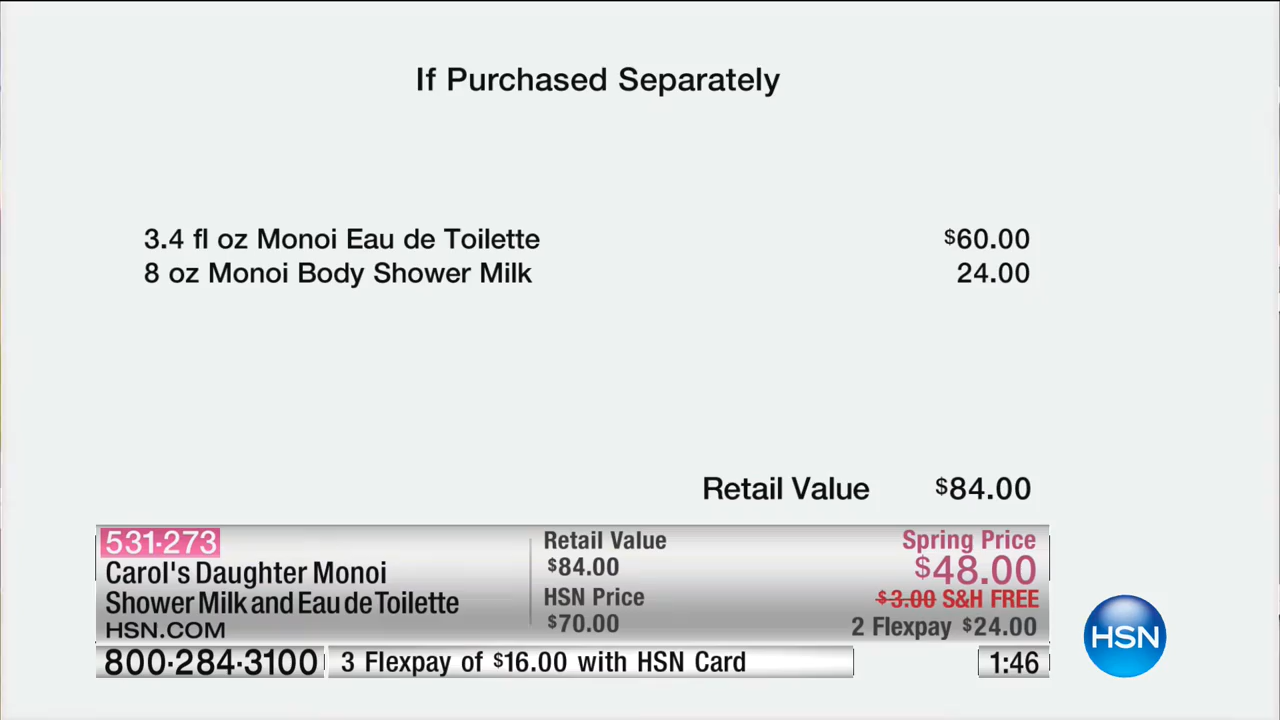 If Purchased Separately
3.4 fl oz Monoi Eau de Toilette $60.00
8 oz Monoi Body Shower Milk 24.00
Retail Value $84.00
531·273
Carol's Daughter Monoi
Shower Milk and Eau de Toilette
HSN.COM
Retail Value
$84.00
HSN Price
$70.00
Spring Price
$48.00
$3.00 S&H FREE
2 Flexpay $24.00
800·284·3100
3 Flexpay of $16.00 with HSN Card
1:46
HSN